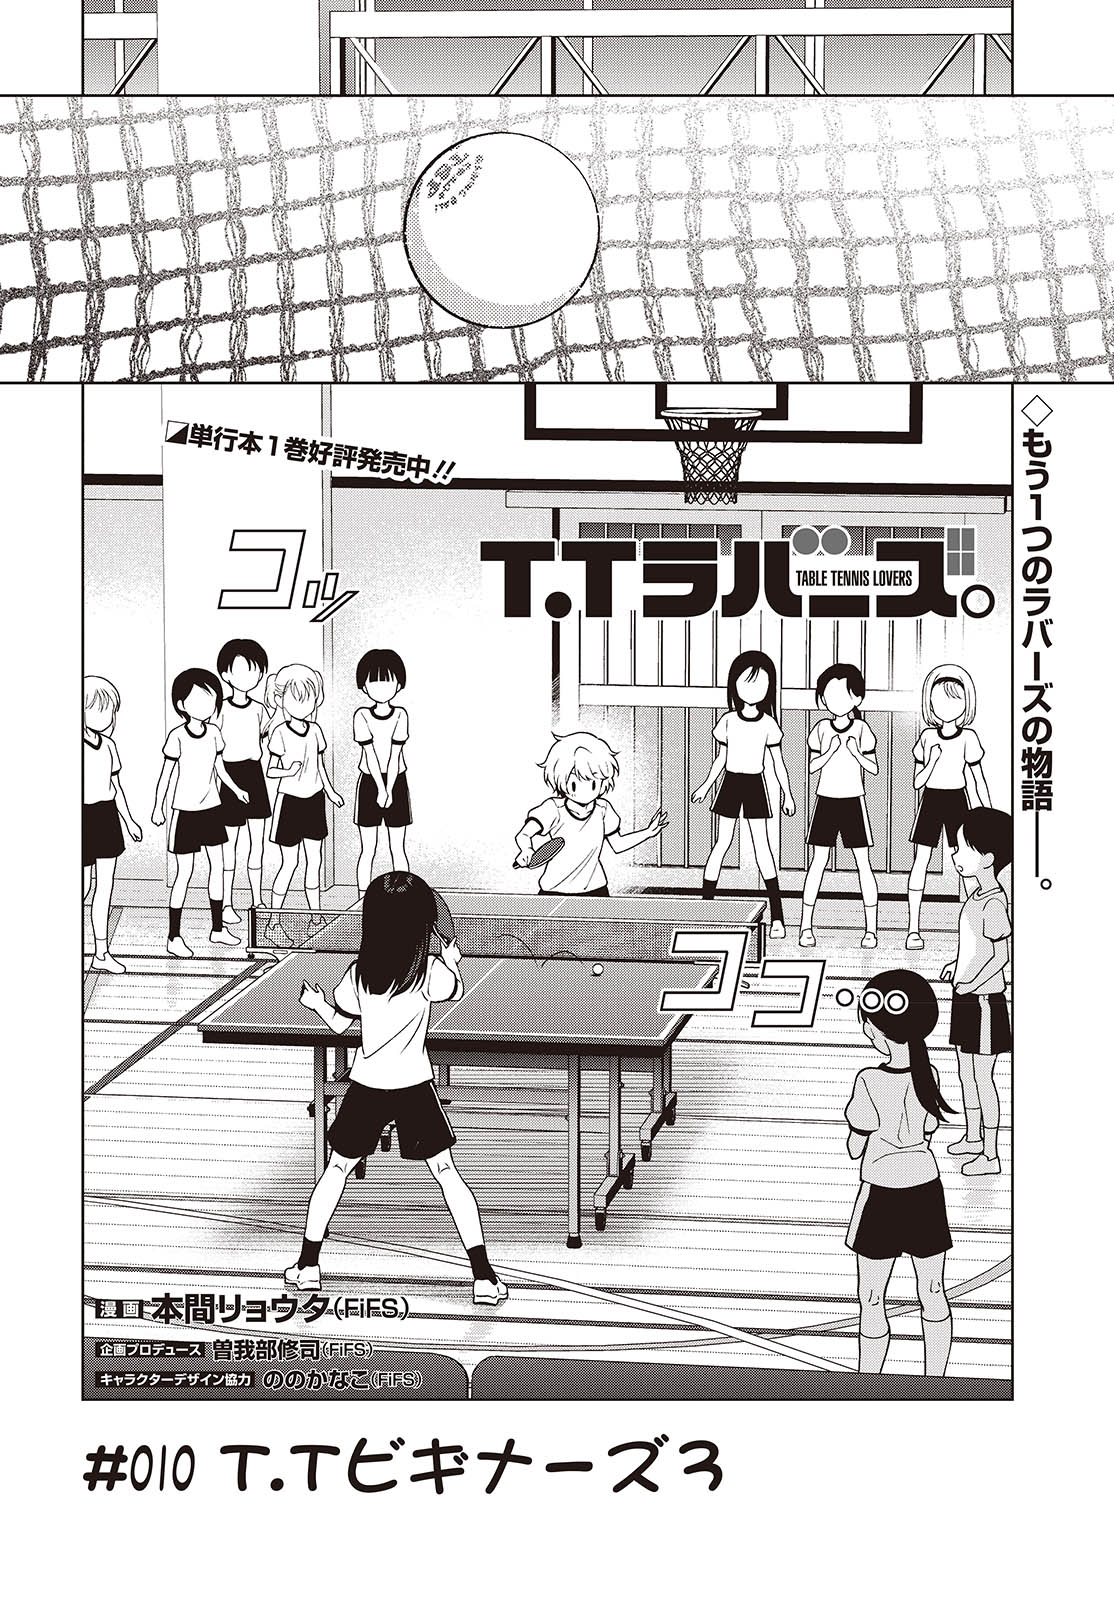 ◇もう1つのラバーズの物語――。
単行本1巻好評発売中!!
コッ
T.Tラバーズ。
TABLE TENNIS LOVERS
ココ…。。。
漫画 本間リョウタ(FiFS)
企画プロデュース 曽我部修司(FiFS)
キャラクターデザイン協力 ののかなこ(FiFS)
#010 T.Tビギナーズ3